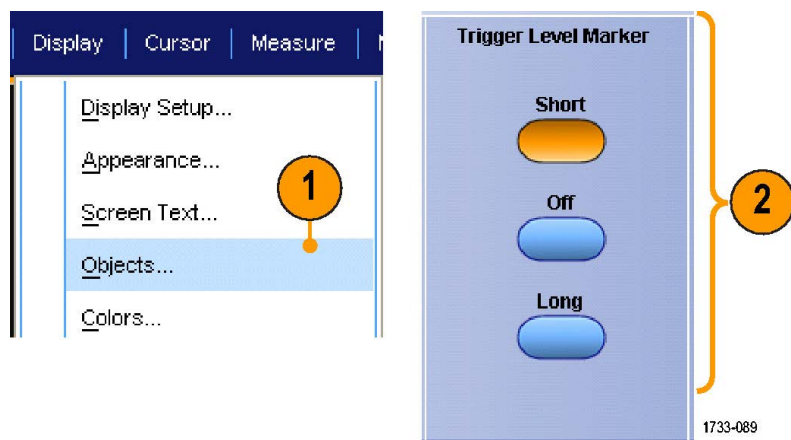 Display | Cursor | Measure |
Display Setup...
Appearance...
Screen Text...
Objects...
Colors...
1
Trigger Level Marker
Short
Off
Long
2
1733-089